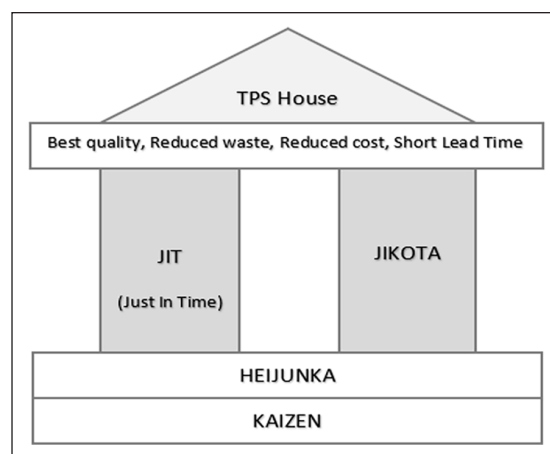 TPS House
Best quality, Reduced waste, Reduced cost, Short Lead Time
JIT
(Just In Time)
JIKOTA
HEIJUNKA
KAIZEN